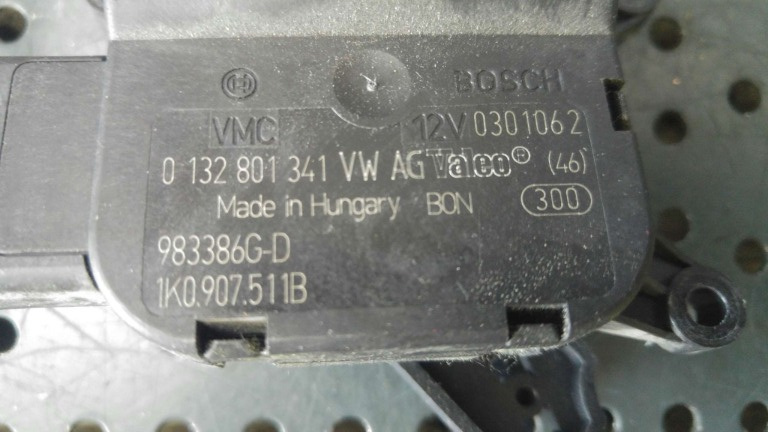 BOSCH
VMC 12V 0301062
0 132 801 341 VW AG Valeo® (46)
Made in Hungary BON 300
983386G-D
1K0.907.511B